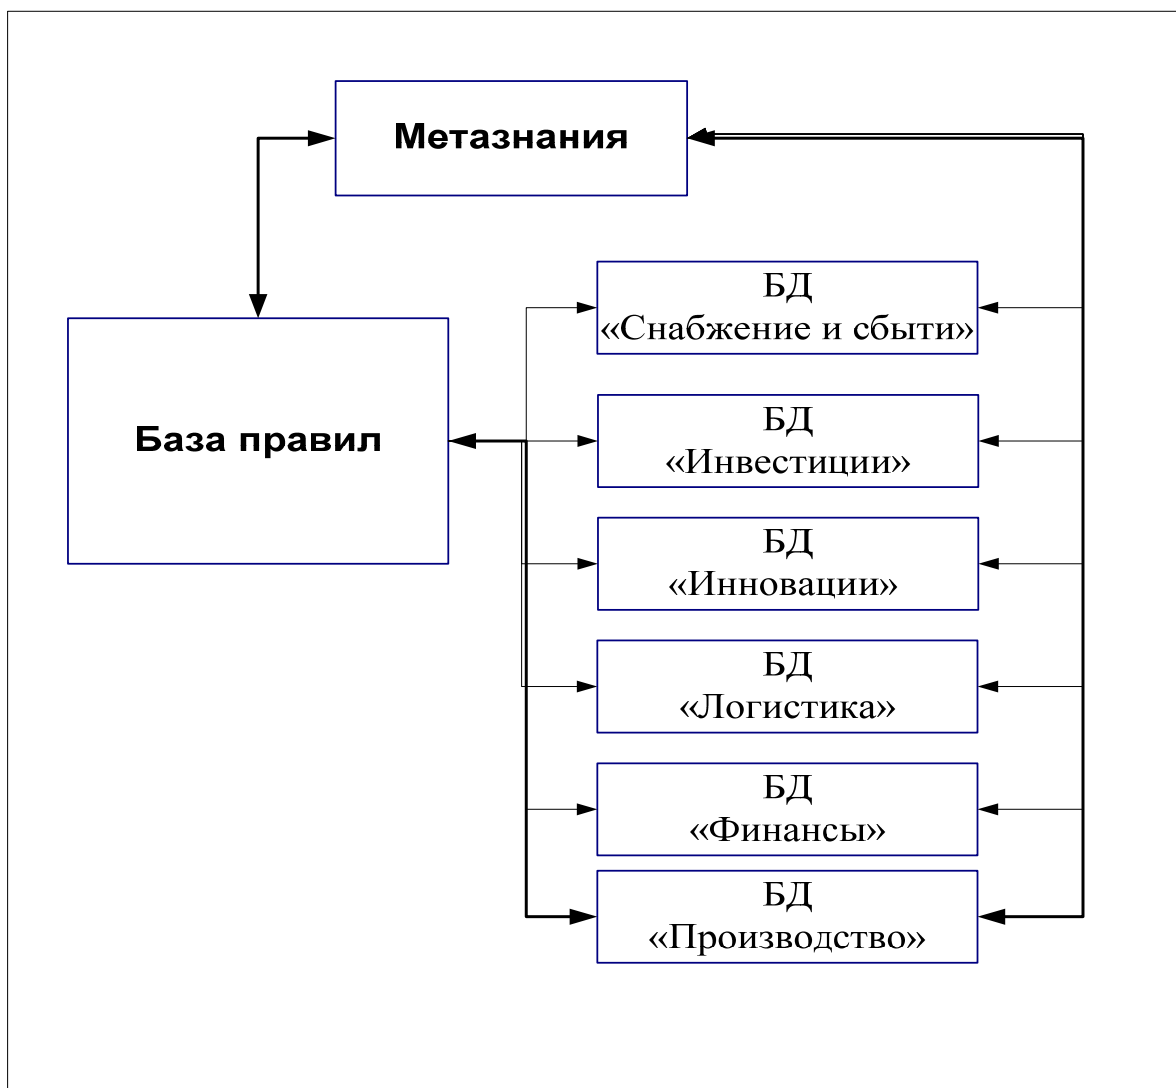 Метазнания
БД
«Снабжение и сбыти»
База правил
БД
«Инвестиции»
БД
«Инновации»
БД
«Логистика»
БД
«Финансы»
БД
«Производство»